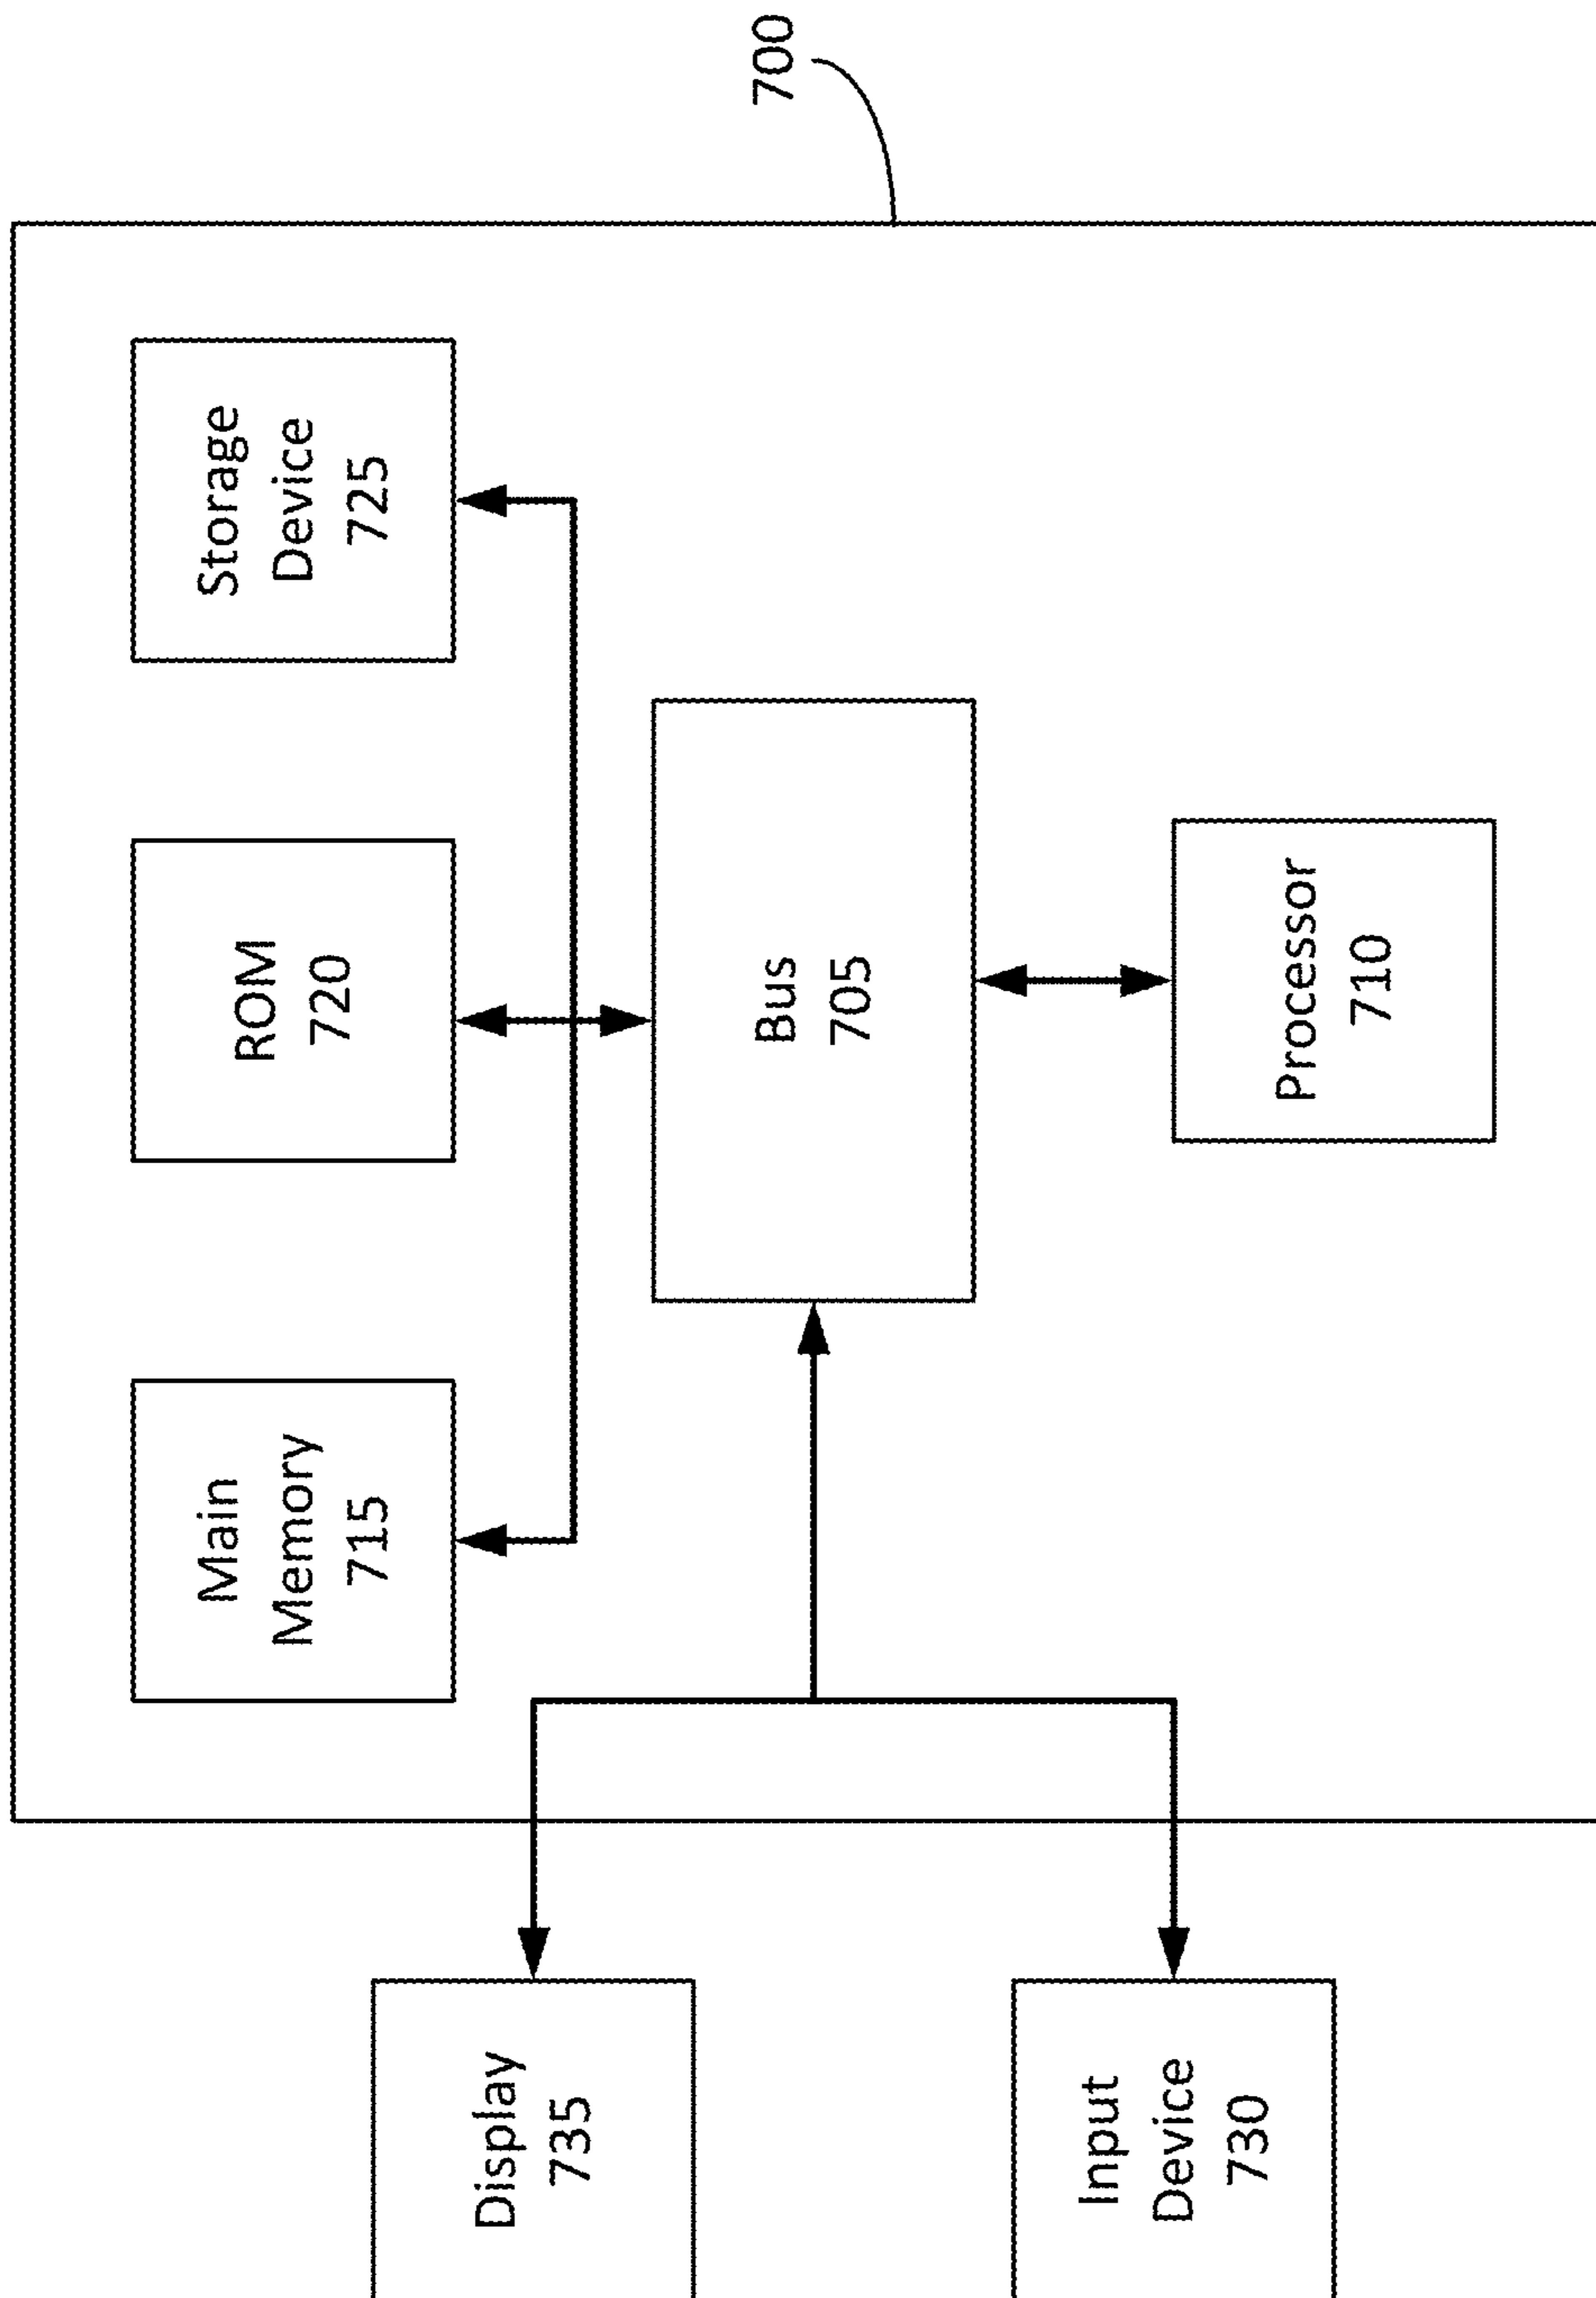 700
Main
Memory
715
ROM
720
Storage
Device
725
Display
735
Bus
705
Input
Device
730
Processor
710